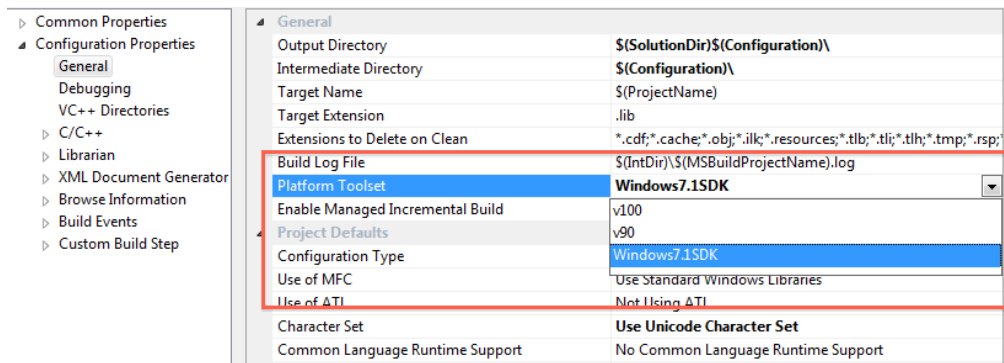 Common Properties
Configuration Properties
General
Debugging
VC++ Directories
C/C++
Librarian
XML Document Generator
Browse Information
Build Events
Custom Build Step
General
Output Directory $(SolutionDir)$(Configuration)\
Intermediate Directory $(Configuration)\
Target Name $(ProjectName)
Target Extension .lib
Extensions to Delete on Clean *.cdf;*.cache;*.obj;*.ilk;*.resources;*.tlb;*.tli;*.tlh;*.tmp;*.rsp;
Build Log File $(IntDir)\$(MSBuildProjectName).log
Platform Toolset Windows7.1SDK
Enable Managed Incremental Build v100
v90
Project Defaults
Configuration Type Windows7.1SDK
Use of MFC Use Standard Windows Libraries
Use of ATL Not Using ATL
Character Set Use Unicode Character Set
Common Language Runtime Support No Common Language Runtime Support